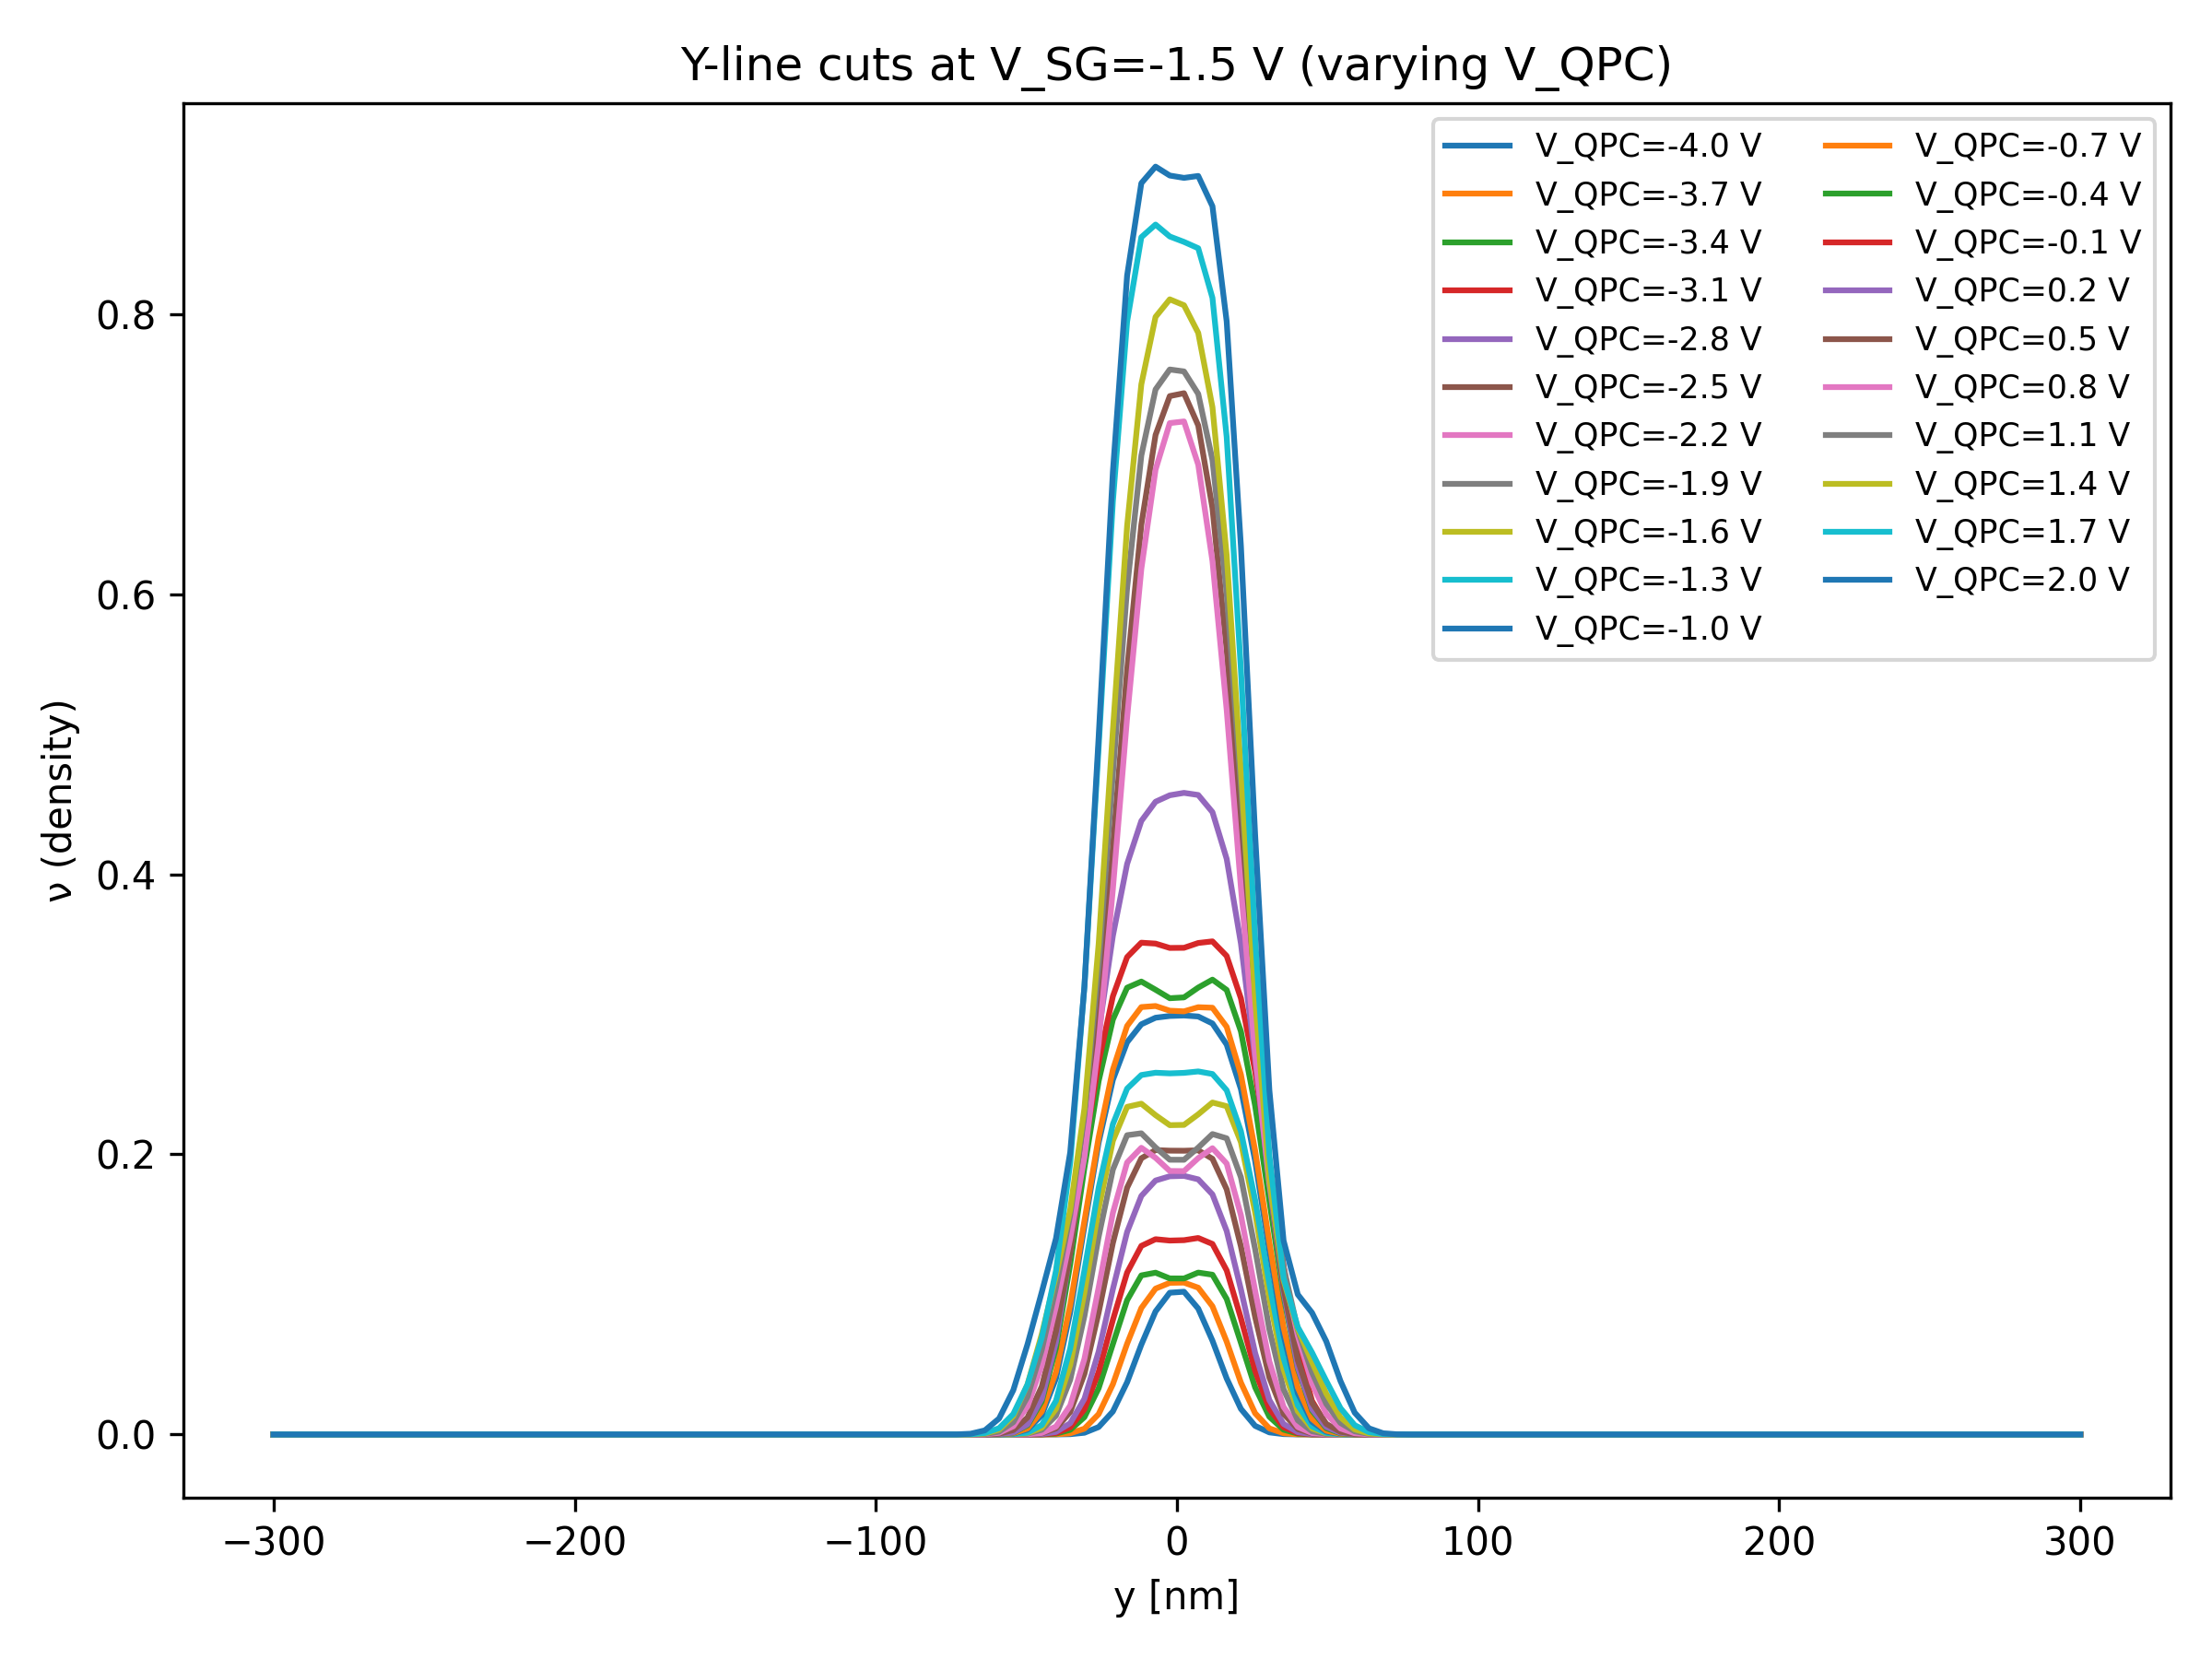 Y-line cuts at V_SG=-1.5 V (varying V_QPC)
V_QPC=-4.0 V
V_QPC=-3.7 V
V_QPC=-3.4 V
V_QPC=-3.1 V
V_QPC=-2.8 V
V_QPC=-2.5 V
V_QPC=-2.2 V
V_QPC=-1.9 V
V_QPC=-1.6 V
V_QPC=-1.3 V
V_QPC=-1.0 V
V_QPC=-0.7 V
V_QPC=-0.4 V
V_QPC=-0.1 V
V_QPC=0.2 V
V_QPC=0.5 V
V_QPC=0.8 V
V_QPC=1.1 V
V_QPC=1.4 V
V_QPC=1.7 V
V_QPC=2.0 V
ν (density)
0.8
0.6
0.4
0.2
0.0
−300 −200 −100 0 100 200 300
y [nm]